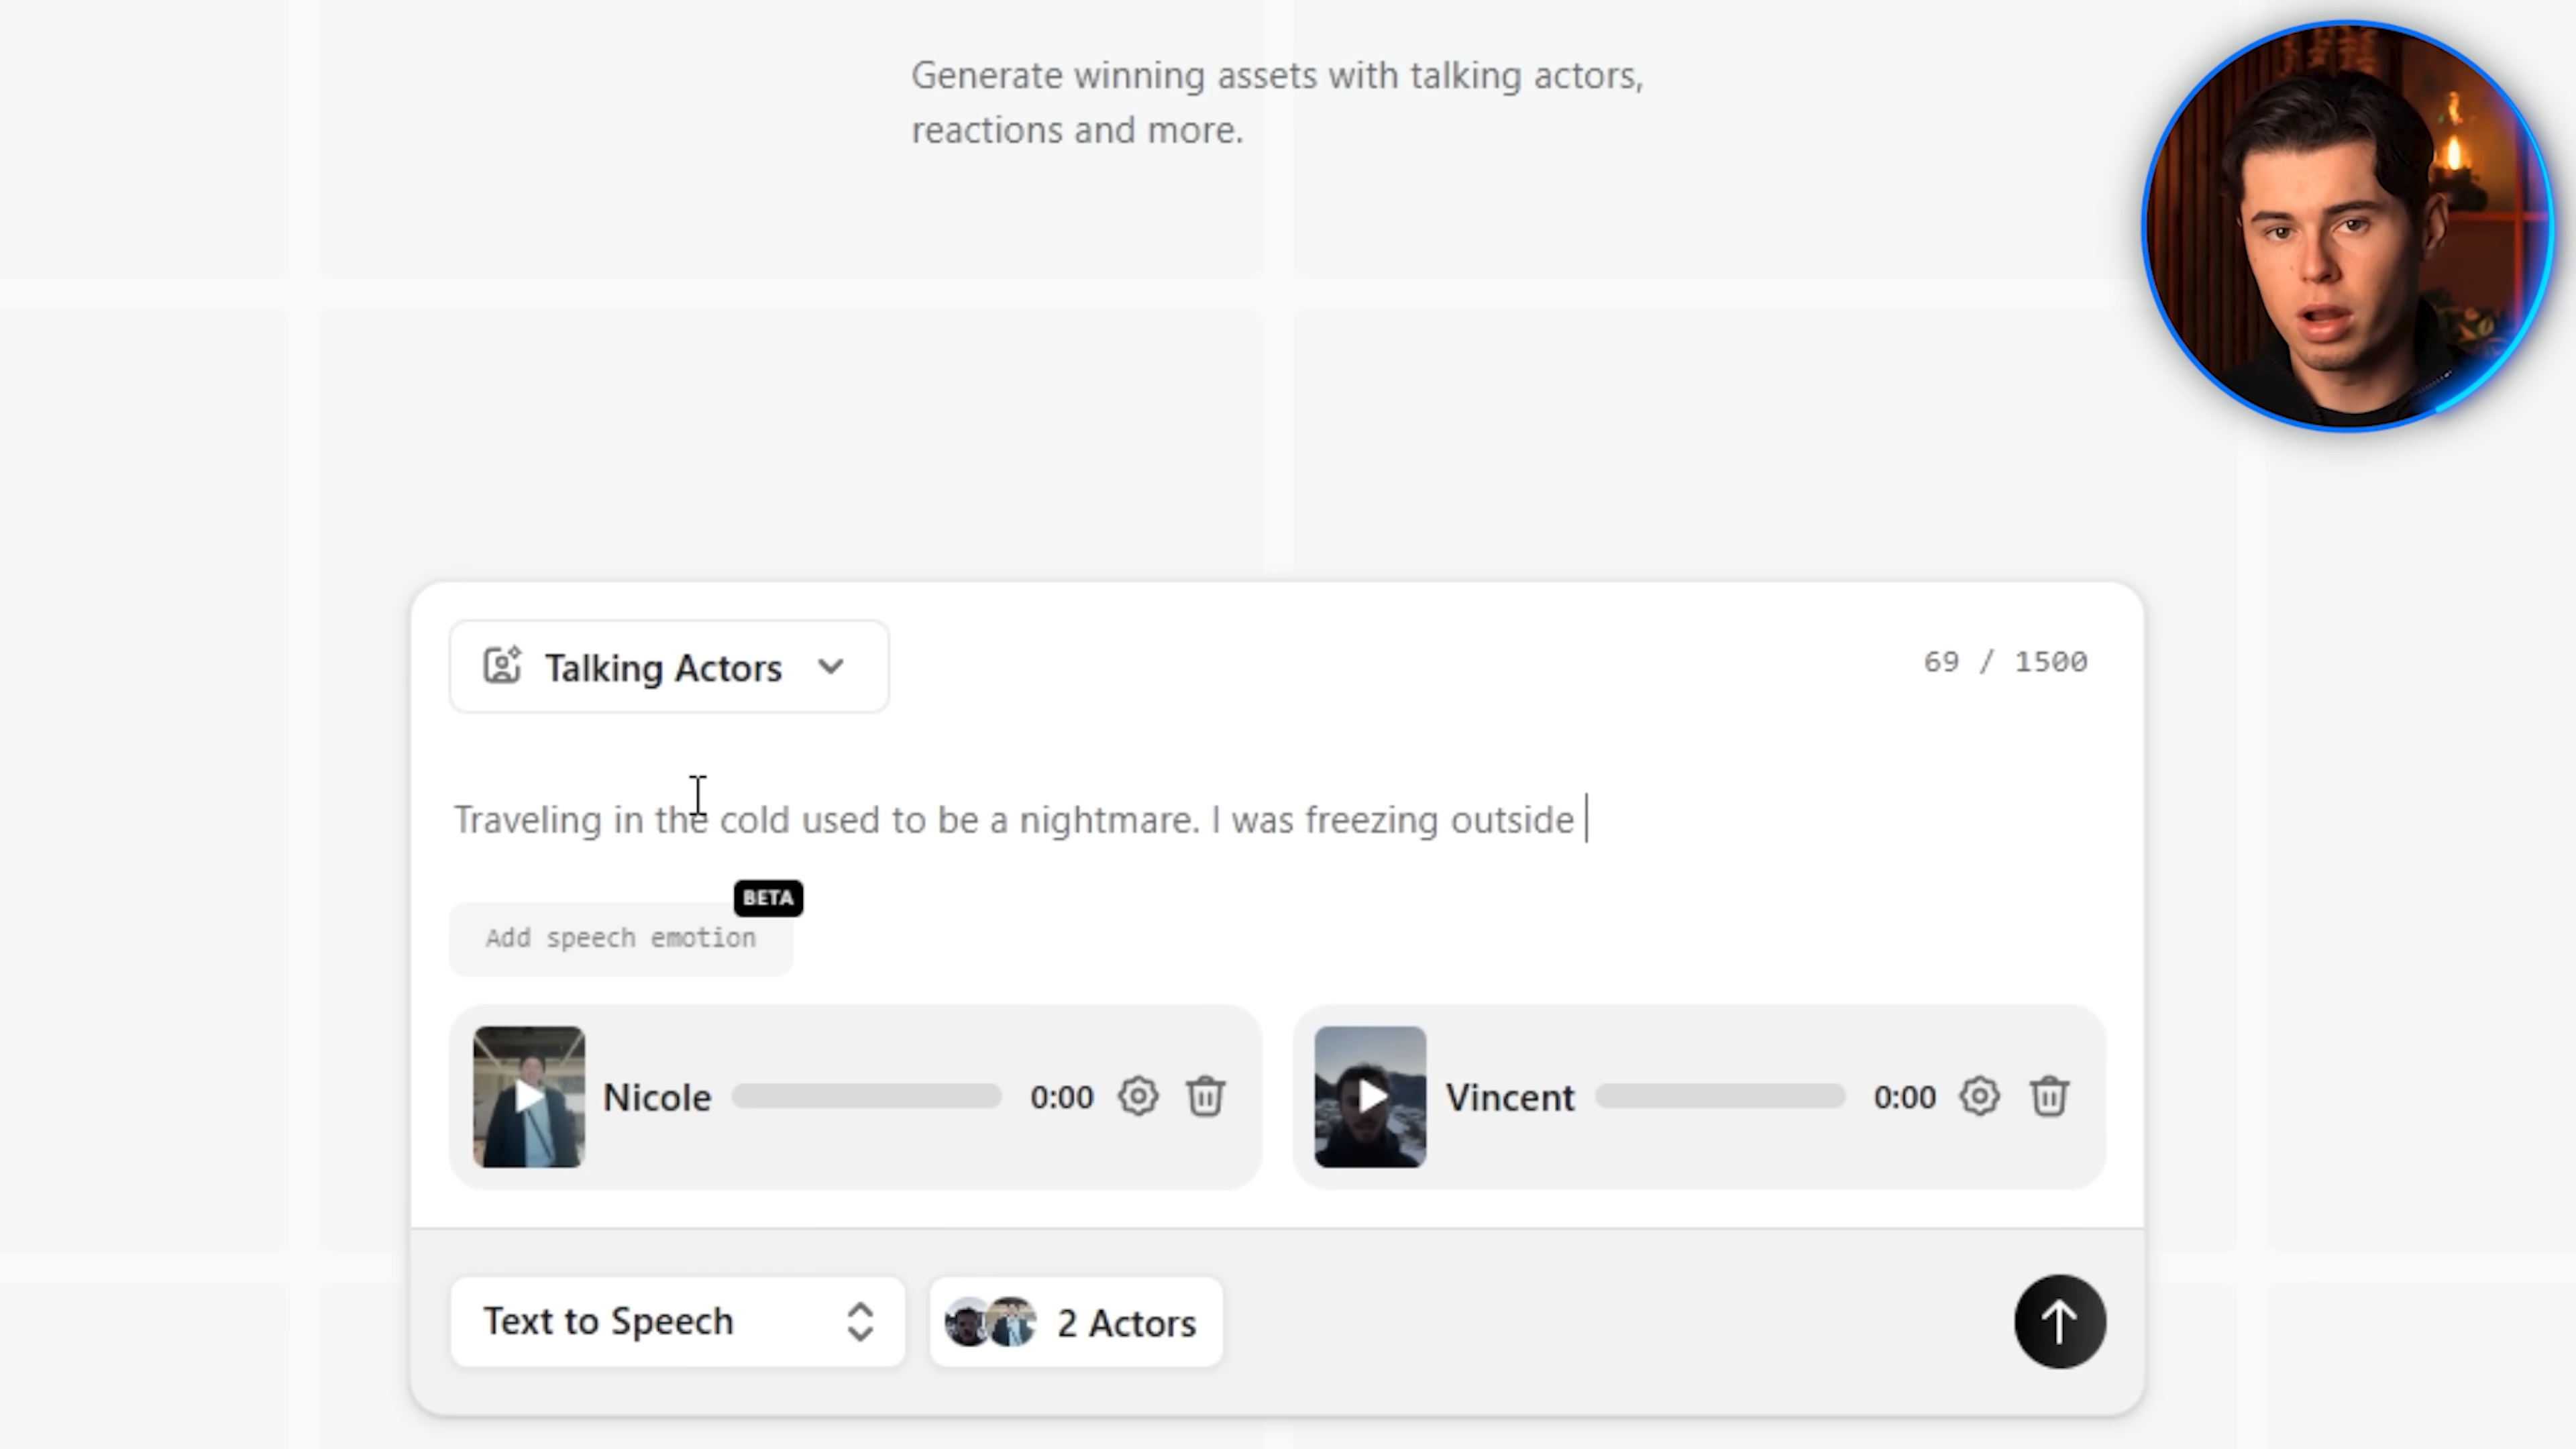 Generate winning assets with talking actors,
reactions and more.
Talking Actors
69 / 1500
Traveling in the cold used to be a nightmare. I was freezing outside
BETA
Add speech emotion
Nicole
0:00
Vincent
0:00
Text to Speech
2 Actors